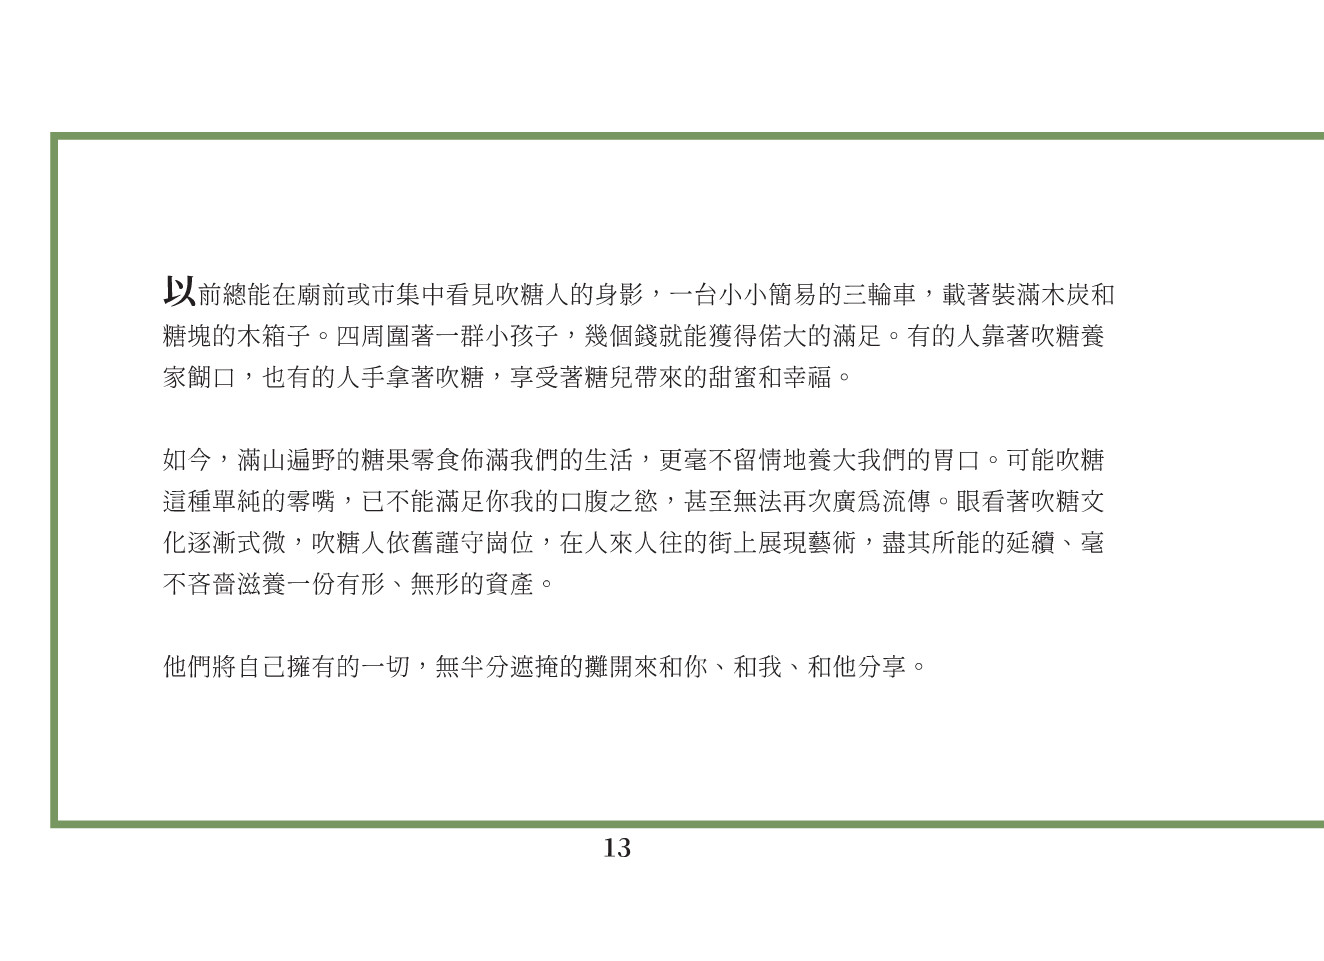 以前總能在廟前或市集中看見吹糖人的身影，一台小小簡易的三輪車，載著裝滿木炭和
糖塊的木箱子。四周圍著一群小孩子，幾個錢就能獲得偌大的滿足。有的人靠著吹糖養
家餬口，也有的人手拿著吹糖，享受著糖兒帶來的甜蜜和幸福。
如今，滿山遍野的糖果零食佈滿我們的生活，更毫不留情地養大我們的胃口。可能吹糖
這種單純的零嘴，已不能滿足你我的口腹之慾，甚至無法再次廣為流傳。眼看著吹糖文
化逐漸式微，吹糖人依舊謹守崗位，在人來人往的街上展現藝術，盡其所能的延續、毫
不吝嗇滋養一份有形、無形的資產。
他們將自己擁有的一切，無半分遮掩的攤開來和你、和我、和他分享。
13